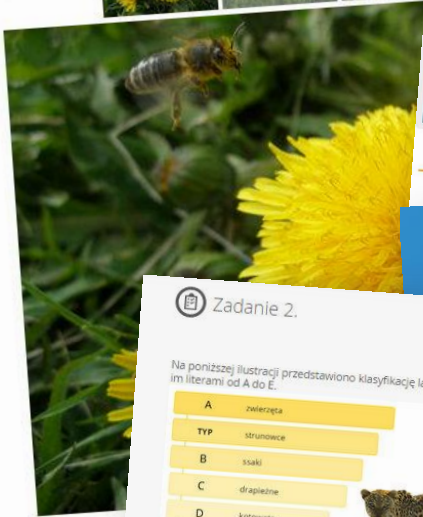 Zadanie 2.
Na poniższej ilustracji przedstawiono klasyfikację
im literami od A do E.
A zwierzęta
TYP strunowce
B ssaki
C drapieżne
D